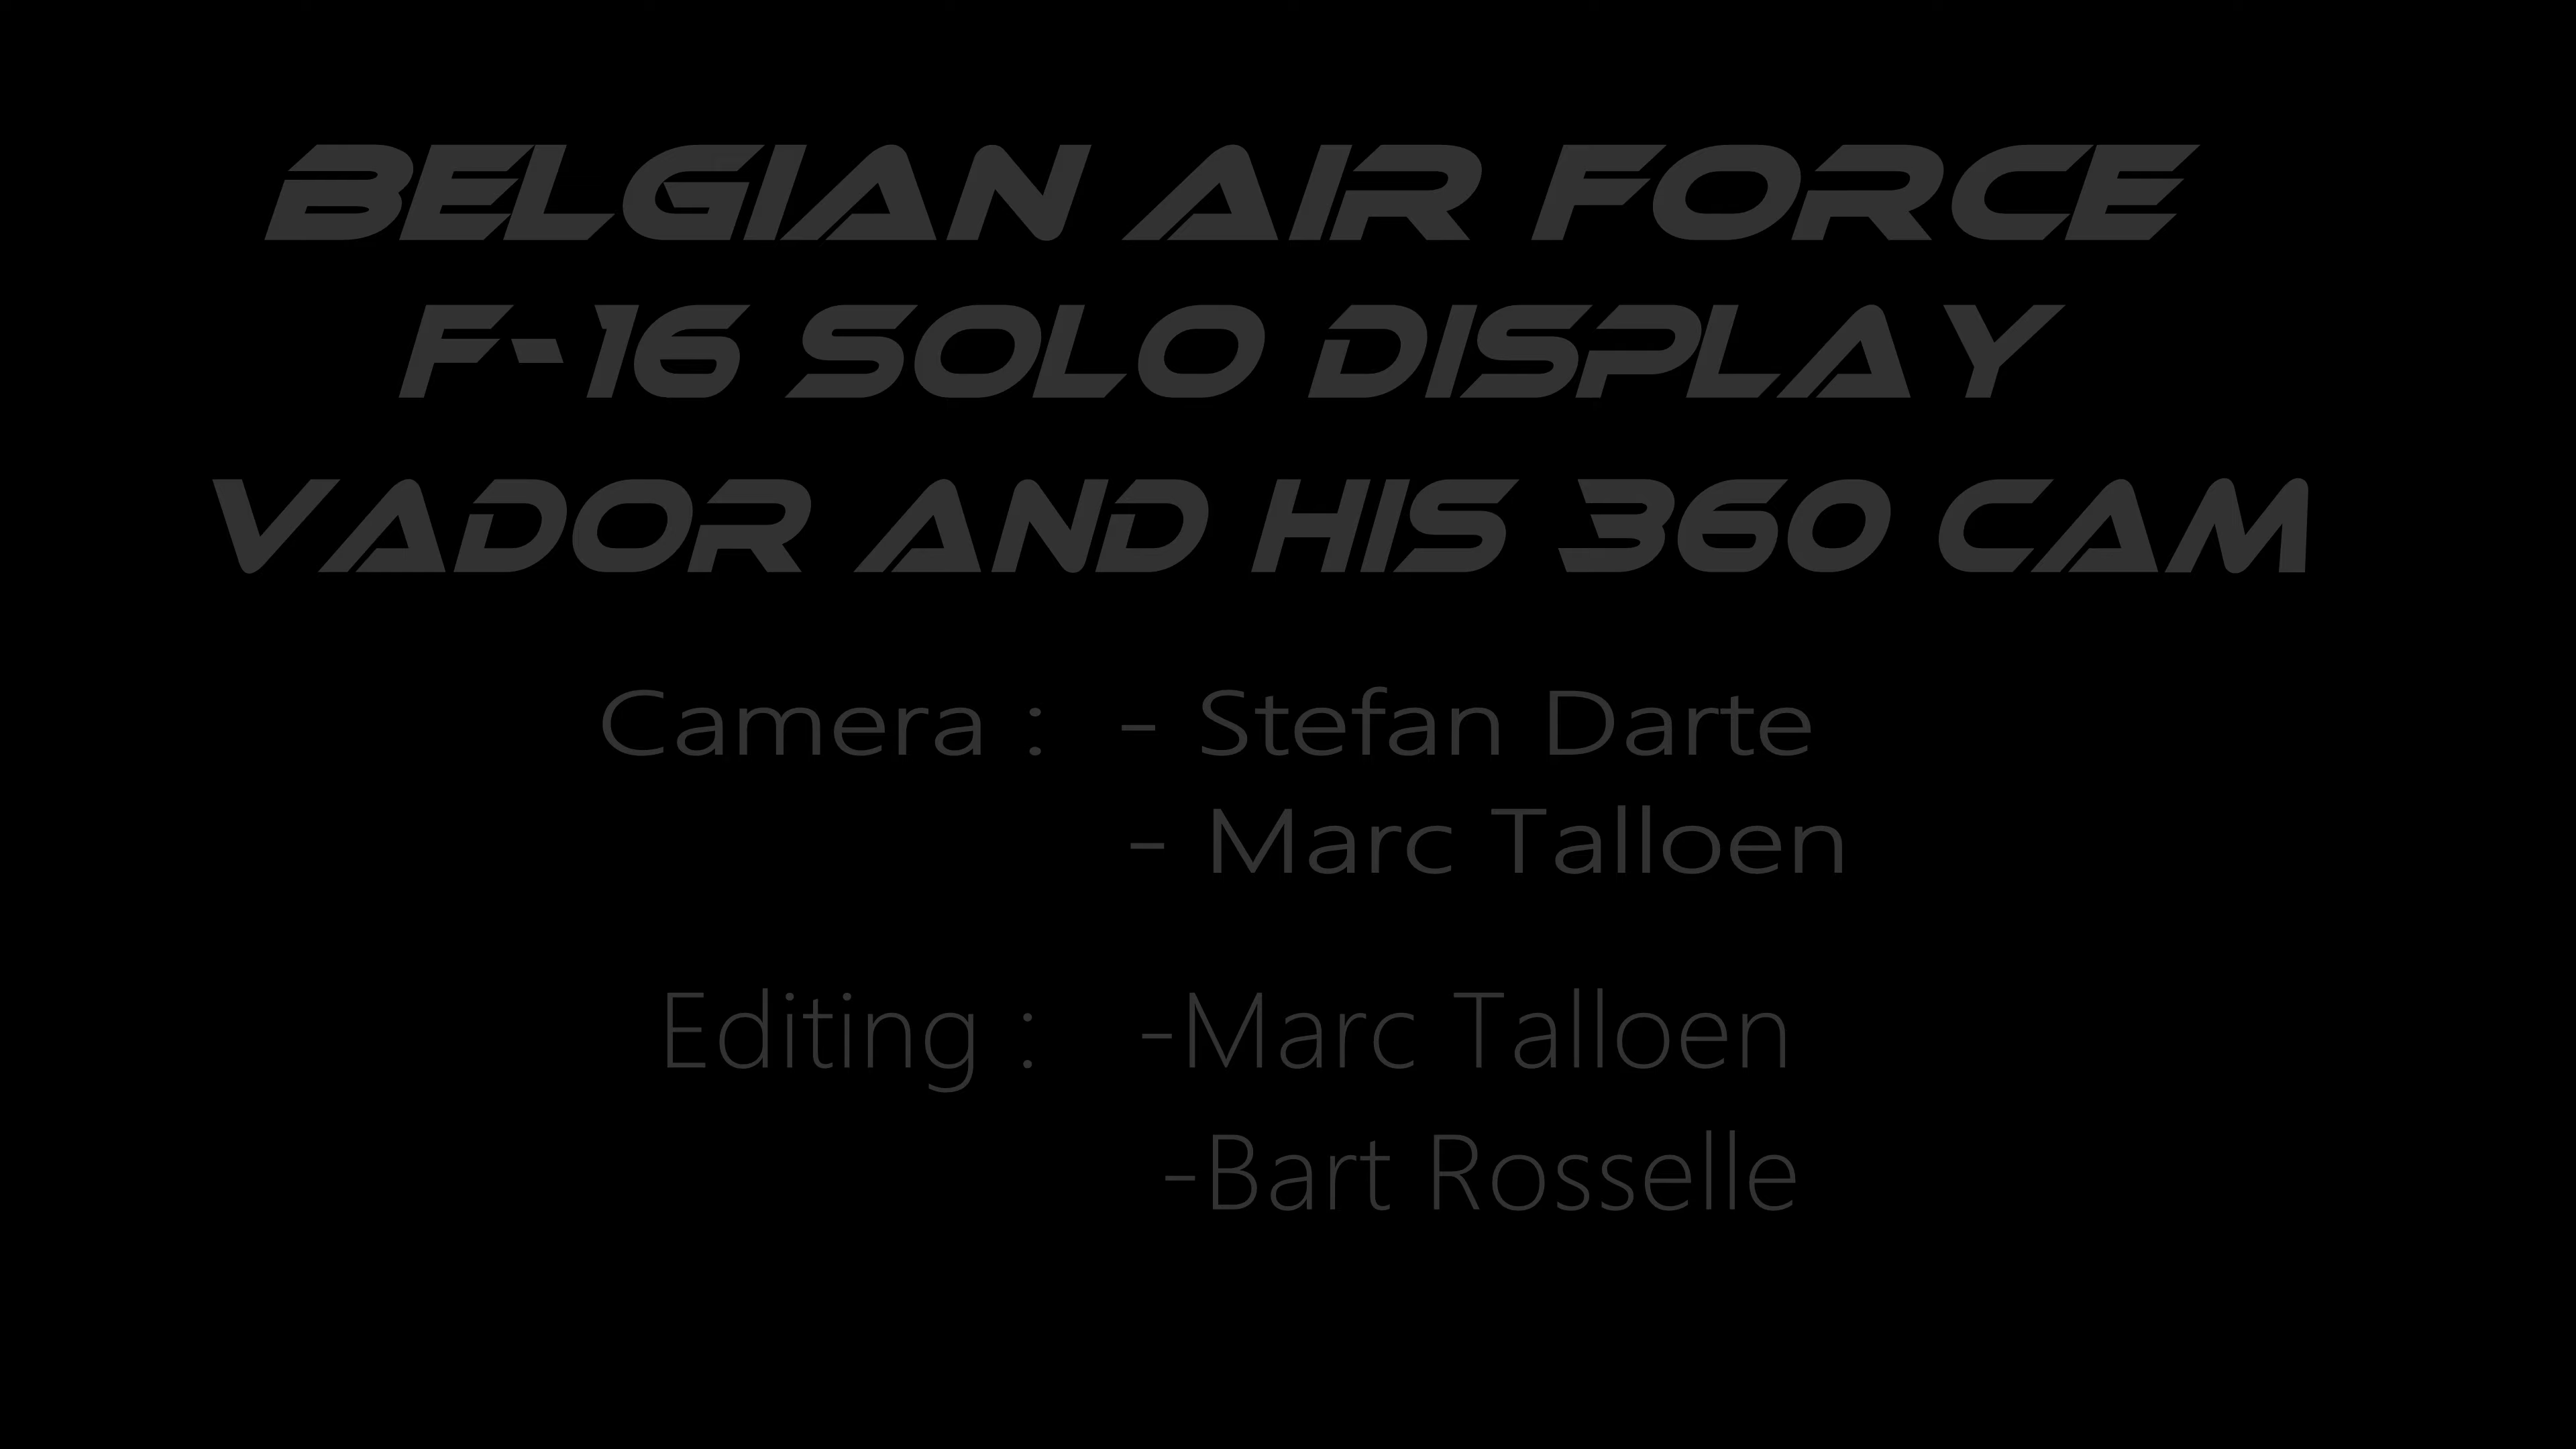 BELGIAN AIR FORCE
F-16 SOLO DISPLAY
VADOR AND HIS 360 CAM
Camera : - Stefan Darte
- Marc Talloen
Editing : -Marc Talloen
-Bart Rosselle